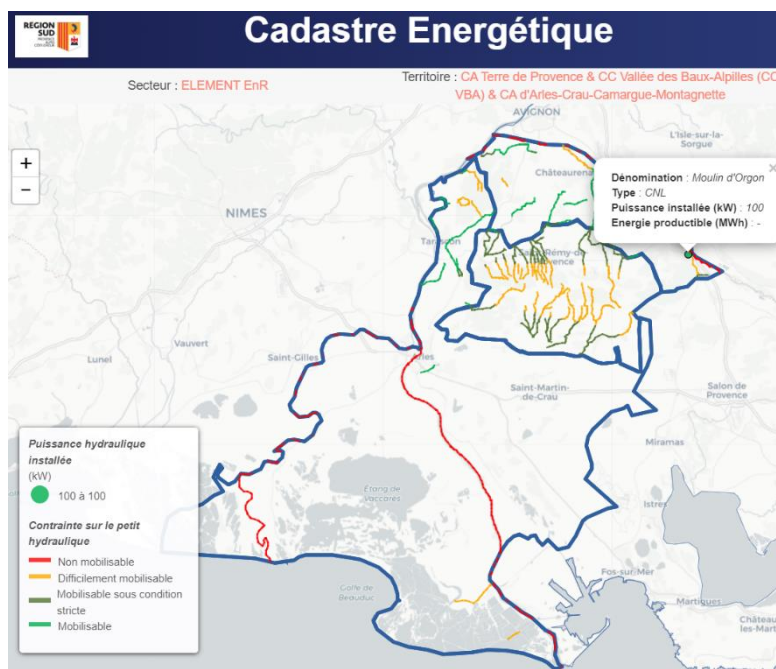 REGION
SUD
Cadastre Energétique
Secteur : ELEMENT EnR
Territoire : CA Terre de Provence & CC Vallée des Baux-Alpilles (CC
VBA) & CA d'Arles-Crau-Camargue-Montagnette
+
−
AVIGNON
L'Isle-sur-la-
Sorgue
Châteaurena
×
Dénomination : Moulin d'Orgon
Type : CNL
Puissance installée (kW) : 100
Energie productible (MWh) : -
NIMES
Tarascon
Saint-Rémy-de-
Provence
Vauvert
Lunel
Saint-Gilles
Arles
Saint-Martin-
de-Crau
Salon de
Provence
Miramas
Étang de
Vaccarès
Istres
Golfe de
Beauduc
Fos-sur-Mer
Martigues
Château
les-Mart
Puissance hydraulique
installée
(kW)
100 à 100
Contrainte sur le petit
hydraulique
Non mobilisable
Difficilement mobilisable
Mobilisable sous condition
stricte
Mobilisable